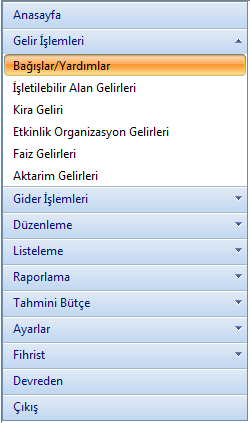 Anasayfa
Gelir İşlemleri
Bağışlar/Yardımlar
İşletilebilir Alan Gelirleri
Kira Geliri
Etkinlik Organizasyon Gelirleri
Faiz Gelirleri
Aktarim Gelirleri
Gider İşlemleri
Düzenleme
Listeleme
Raporlama
Tahmini Bütçe
Ayarlar
Fihrist
Devreden
Çıkış